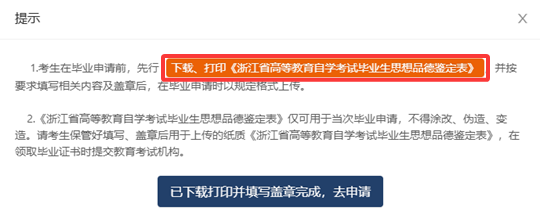 提示
1.考生在毕业申请前，先行 下载、打印《浙江省高等教育自学考试毕业生思想品德鉴定表》 并按
要求填写相关内容及盖章后，在毕业申请时以规定格式上传。
2.《浙江省高等教育自学考试毕业生思想品德鉴定表》仅可用于当次毕业申请，不得涂改、伪造、变
造。请考生保管好填写、盖章后用于上传的纸质《浙江省高等教育自学考试毕业生思想品德鉴定表》，在
领取毕业证书时提交教育考试机构。
已下载打印并填写盖章完成，去申请